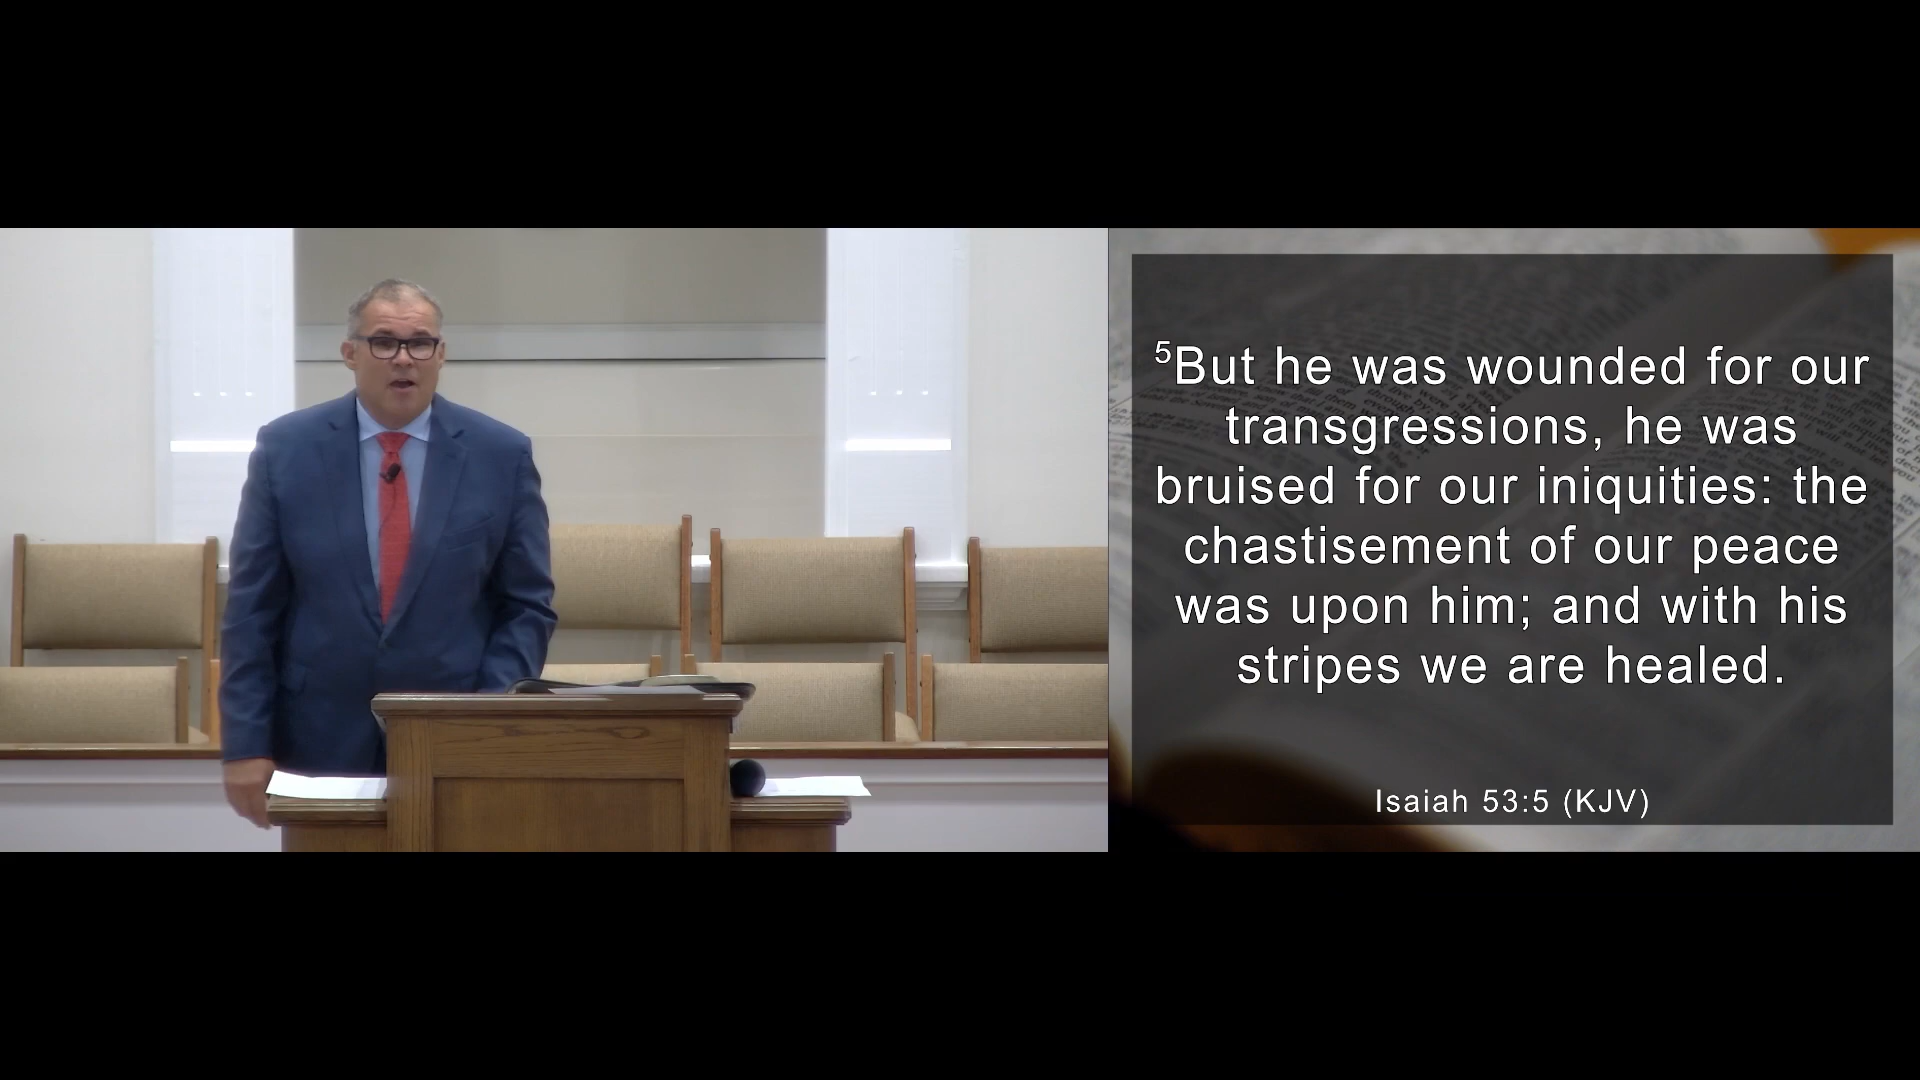 ⁵But he was wounded for our
transgressions, he was
bruised for our iniquities: the
chastisement of our peace
was upon him; and with his
stripes we are healed.
Isaiah 53:5 (KJV)